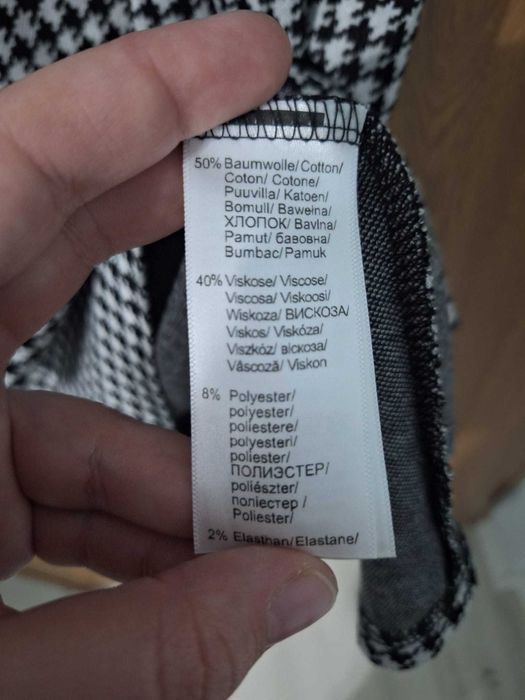 50% Baumwolle/Cotton/
Coton/ Cotone/
Puuvilla/ Katoen/
Bomull/ Bawełna/
ХЛОПОК/ Bavlna/
Pamut/ бавовна/
Bumbac/ Pamuk
40% Viskose/ Viscose/
Viscosa/ Viskoosi/
Wiskoza/ ВИСКОЗА/
Viskos/ Viskóza/
Viszkóz/ віскоза/
Vâscoză/ Viskon
8% Polyester/
polyester/
poliestere/
polyesteri/
poliester/
ПОЛИЭСТЕР/
poliészter/
поліестер /
Poliester/
2% Elasthan/Elastane/